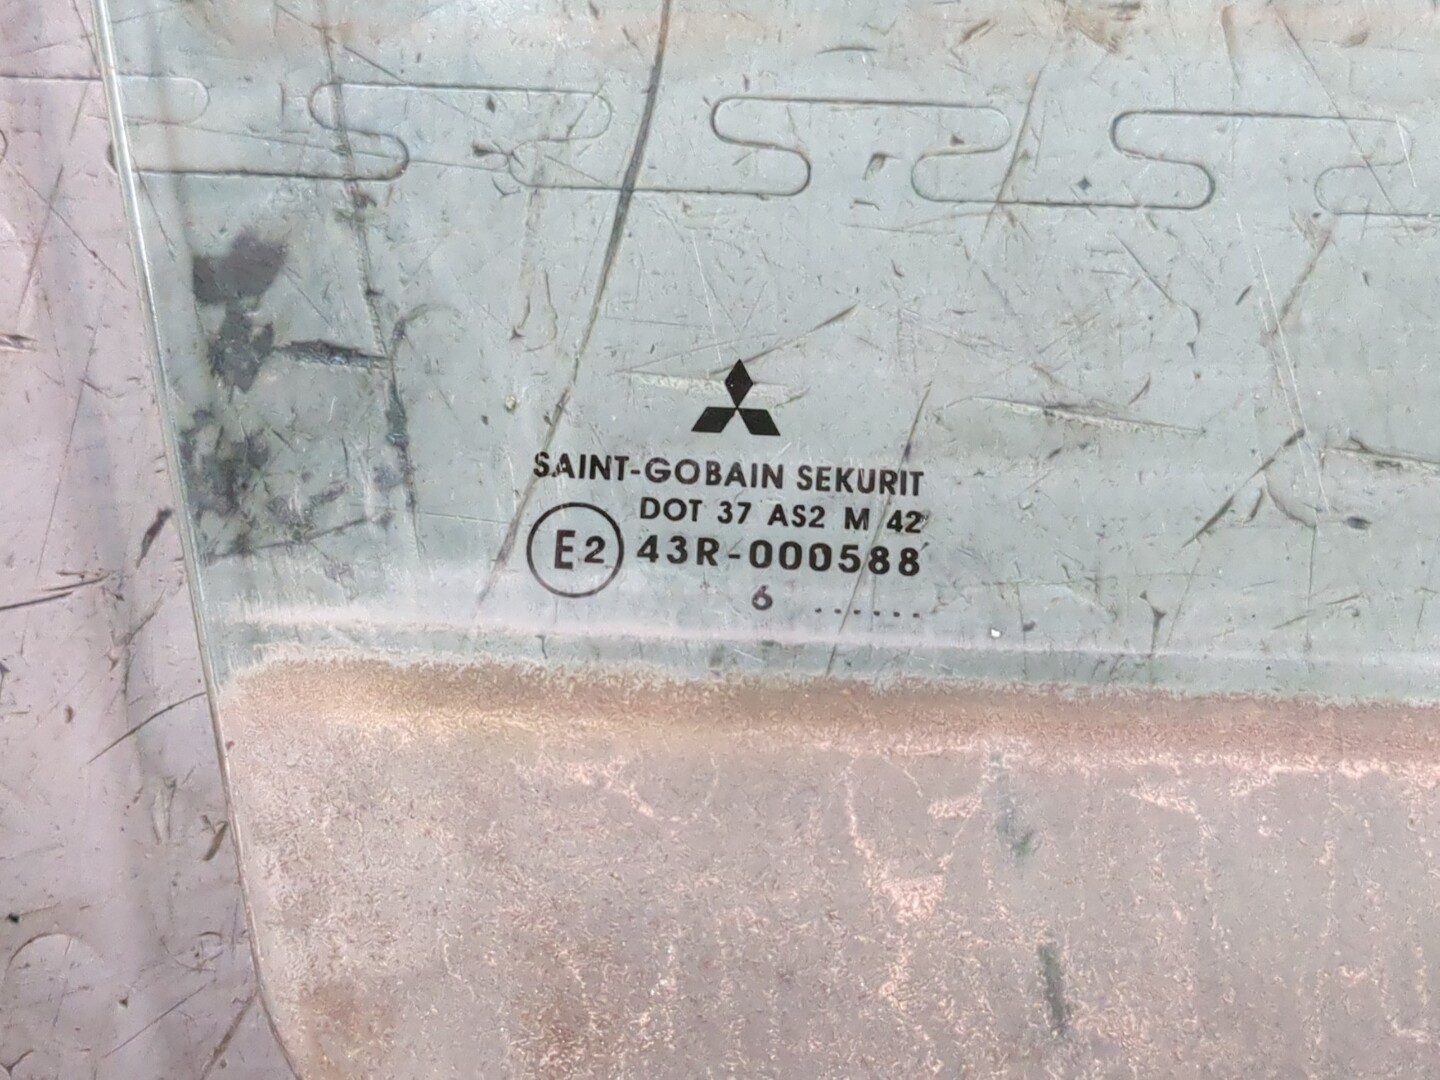 SAINT-GOBAIN SEKURIT
DOT 37 AS2 M 42
E2 43R-000588
6 ......